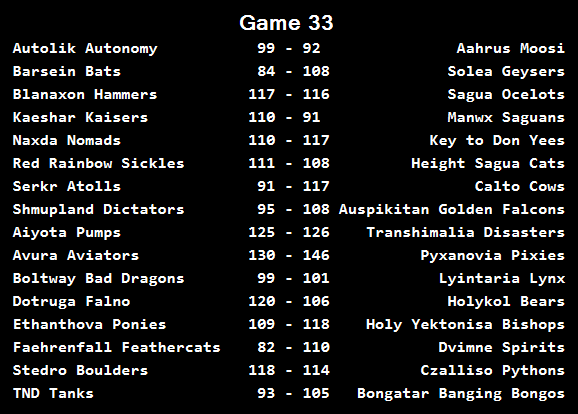 Game 33
Autolik Autonomy 99 - 92 Aahrus Moosi
Barsein Bats 84 - 108 Solea Geysers
Blanaxon Hammers 117 - 116 Sagua Ocelots
Kaeshar Kaisers 110 - 91 Manwx Saguans
Naxda Nomads 110 - 117 Key to Don Yees
Red Rainbow Sickles 111 - 108 Height Sagua Cats
Serkr Atolls 91 - 117 Calto Cows
Shmupland Dictators 95 - 108 Auspikitan Golden Falcons
Aiyota Pumps 125 - 126 Transhimalia Disasters
Avura Aviators 130 - 146 Pyxanovia Pixies
Boltway Bad Dragons 99 - 101 Lyintaria Lynx
Dotruga Falno 120 - 106 Holykol Bears
Ethanthova Ponies 109 - 118 Holy Yektonisa Bishops
Faehrenfall Feathercats 82 - 110 Dvimne Spirits
Stedro Boulders 118 - 114 Czalliso Pythons
TND Tanks 93 - 105 Bongatar Banging Bongos